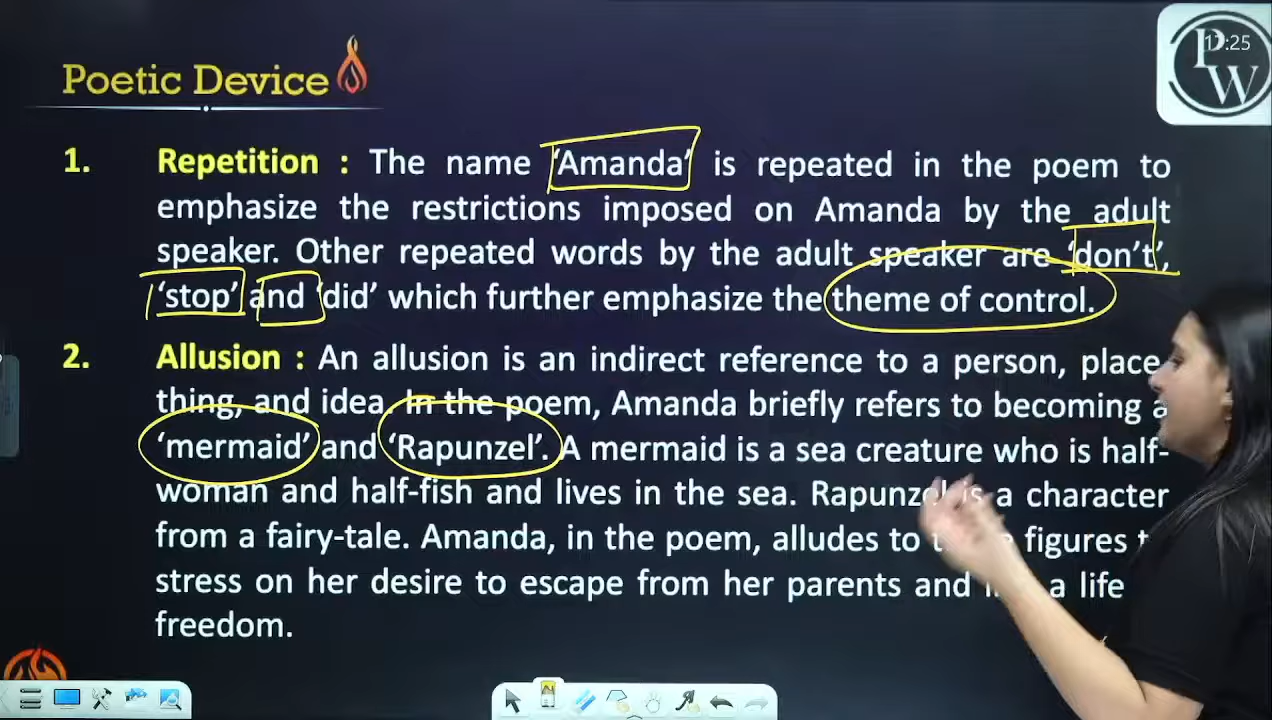 Poetic Device
PW
:25
1. Repetition : The name ‘Amanda’ is repeated in the poem to
emphasize the restrictions imposed on Amanda by the adult
speaker. Other repeated words by the adult speaker are ‘don’t’,
‘stop’ and ‘did’ which further emphasize the theme of control.
2. Allusion : An allusion is an indirect reference to a person, place
thing, and idea. In the poem, Amanda briefly refers to becoming a
‘mermaid’ and ‘Rapunzel’. A mermaid is a sea creature who is half-
woman and half-fish and lives in the sea. Rapunzel is a character
from a fairy-tale. Amanda, in the poem, alludes to figures
stress on her desire to escape from her parents and a life
freedom.